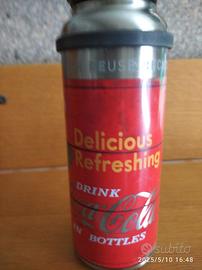 Delicious
Refreshing
DRINK
Coca-Cola
IN BOTTLES
subito
2025/5/10 16:48